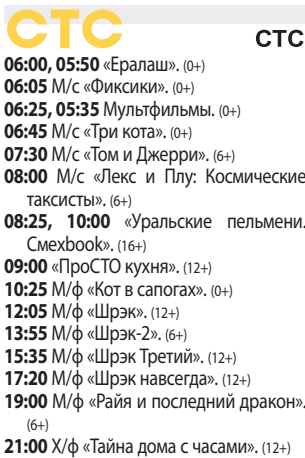 СТС
СТС
06:00, 05:50 «Ералаш». (0+)
06:05 М/с «Фиксики». (0+)
06:25, 05:35 Мультфильмы. (0+)
06:45 М/с «Три кота». (0+)
07:30 М/с «Том и Джерри». (6+)
08:00 М/с «Лекс и Плу: Космические
таксисты». (6+)
08:25, 10:00 «Уральские пельмени.
Смехbook». (16+)
09:00 «ПроСТО кухня». (12+)
10:25 М/ф «Кот в сапогах». (0+)
12:05 М/ф «Шрэк». (12+)
13:55 М/ф «Шрэк-2». (6+)
15:35 М/ф «Шрэк Третий». (12+)
17:20 М/ф «Шрэк навсегда». (12+)
19:00 М/ф «Райя и последний дракон».
(6+)
21:00 Х/ф «Тайна дома с часами». (12+)